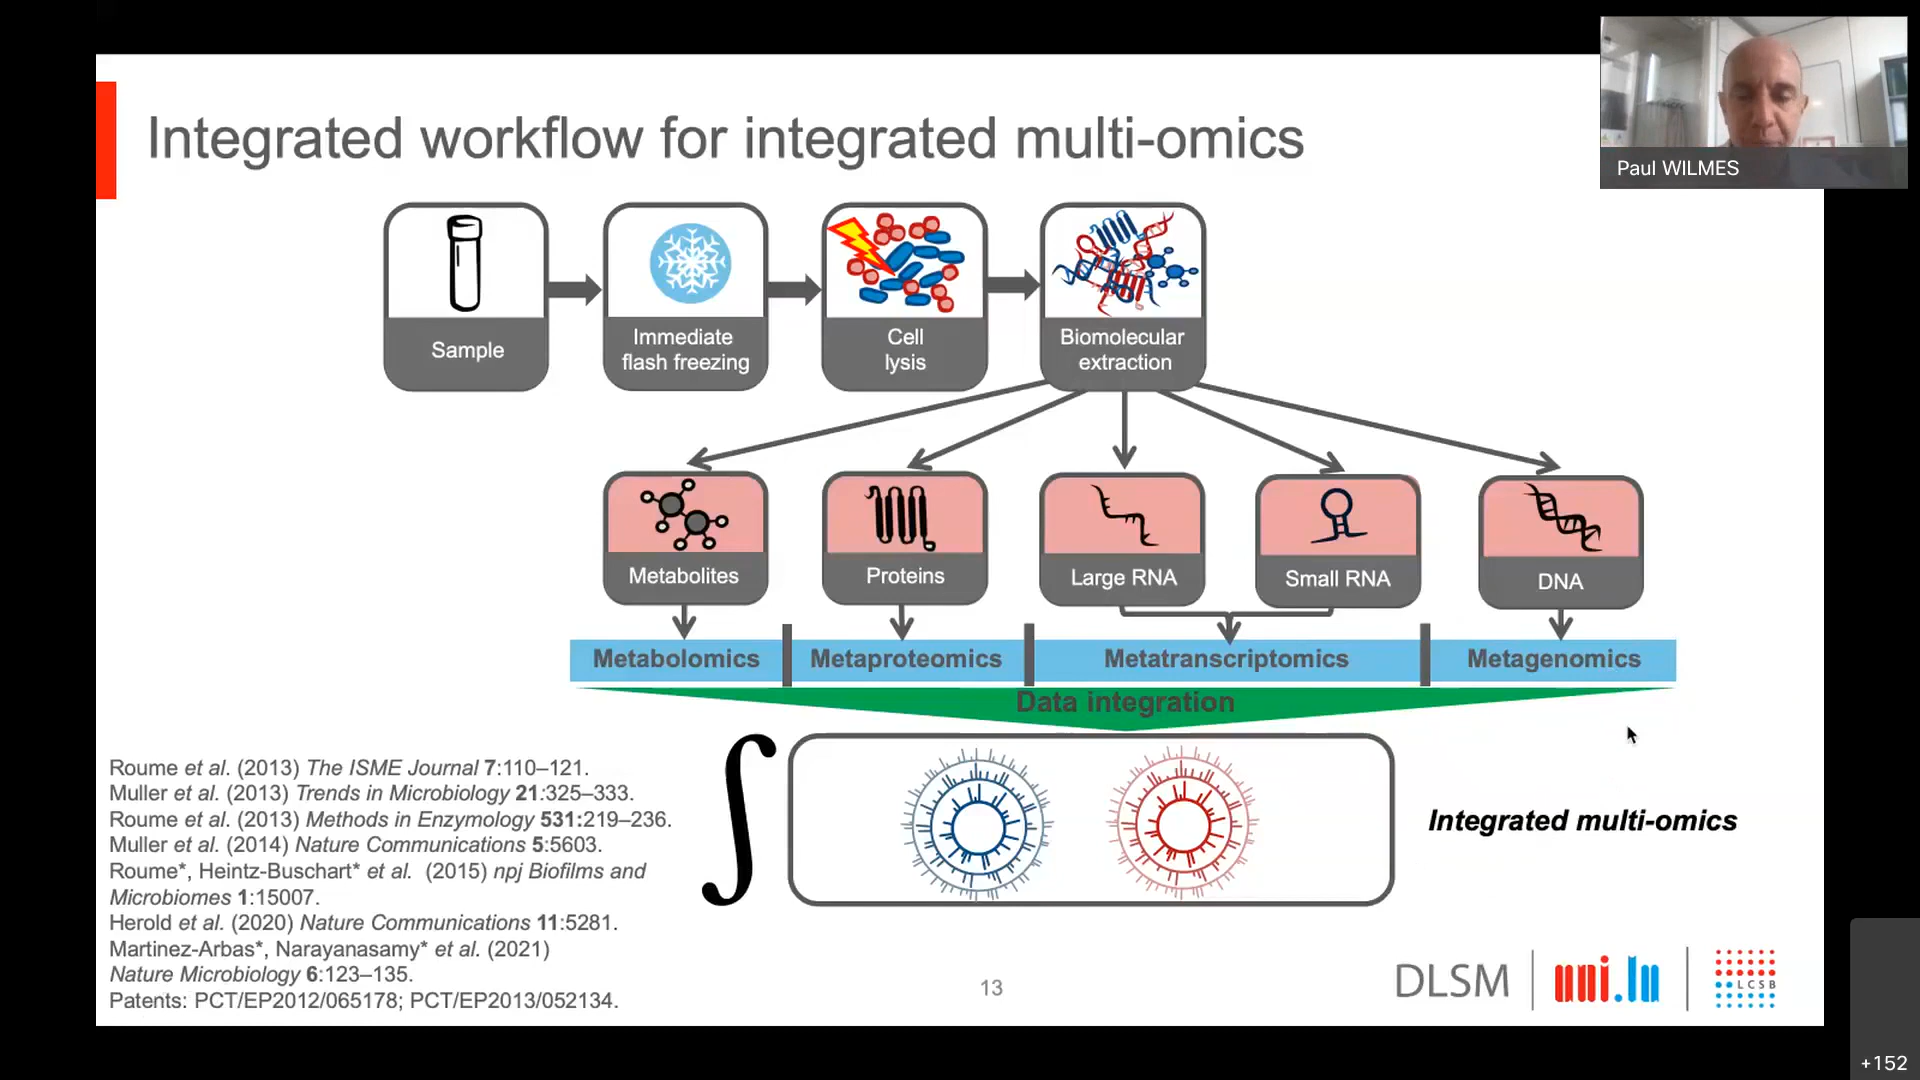 Integrated workflow for integrated multi-omics
Paul WILMES
Sample
Immediate
flash freezing
Cell
lysis
Biomolecular
extraction
Metabolites
Proteins
Large RNA
Small RNA
DNA
Metabolomics
Metaproteomics
Metatranscriptomics
Metagenomics
Data integration
Integrated multi-omics
Roume et al. (2013) The ISME Journal 7:110–121.
Muller et al. (2013) Trends in Microbiology 21:325–333.
Roume et al. (2013) Methods in Enzymology 531:219–236.
Muller et al. (2014) Nature Communications 5:5603.
Roume*, Heintz-Buschart* et al. (2015) npj Biofilms and
Microbiomes 1:15007.
Herold et al. (2020) Nature Communications 11:5281.
Martinez-Arbas*, Narayanasamy* et al. (2021)
Nature Microbiology 6:123–135.
Patents: PCT/EP2012/065178; PCT/EP2013/052134.
13
DLSM
uni.lu
LCSB
+152